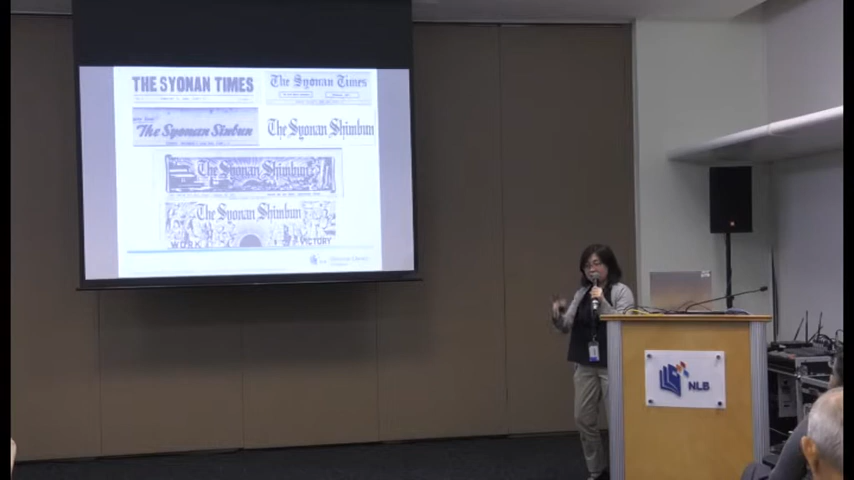 THE SYONAN TIMES
The Syonan Times
The Syonan Sinbun
The Syonan Shimbun
The Syonan Shimbun
The Syonan Shimbun
WORK
VICTORY
NLB